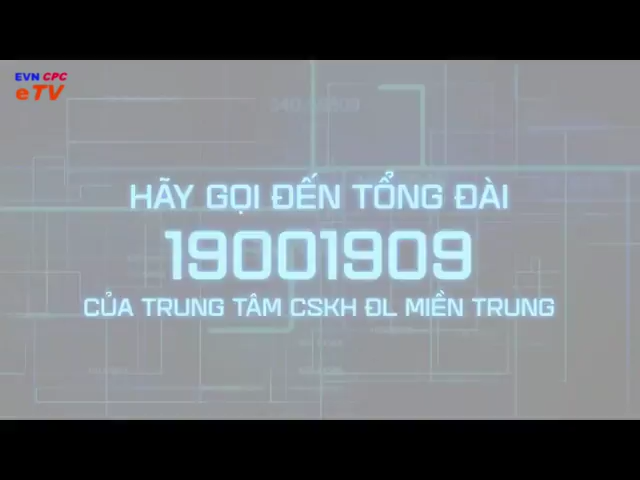 EVN CPC
eTV
HÃY GỌI ĐẾN TỔNG ĐÀI
19001909
CỦA TRUNG TÂM CSKH ĐL MIỀN TRUNG